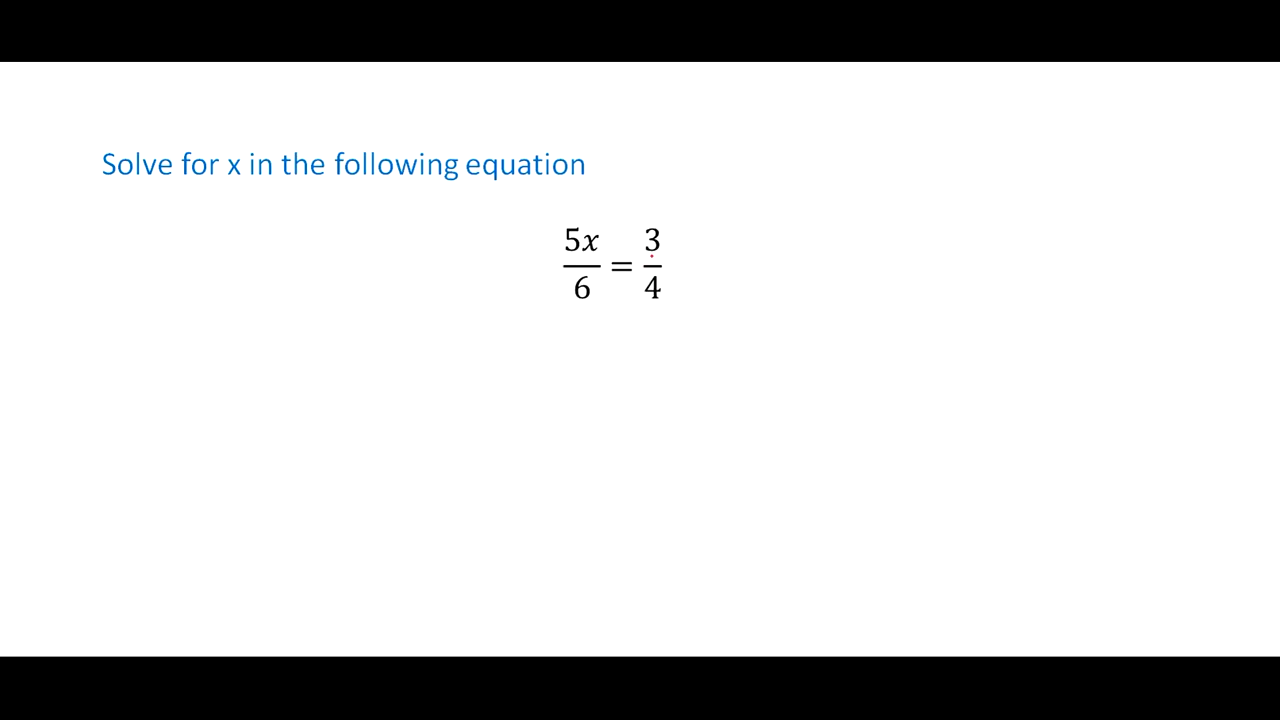 Solve for x in the following equation
5x/6 = 3/4